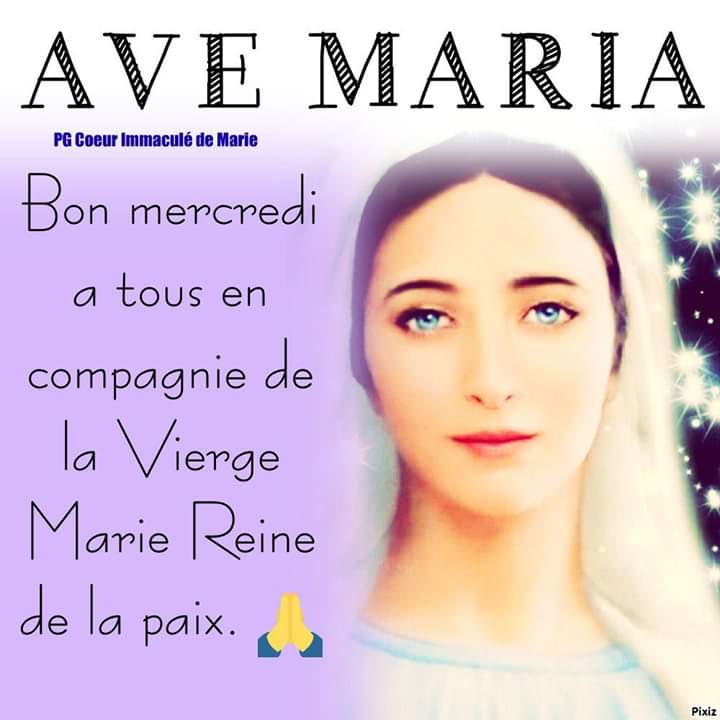 AVE MARIA
PG Coeur Immaculé de Marie
Bon mercredi
a tous en
compagnie de
la Vierge
Marie Reine
de la paix. 🙏
Pixiz